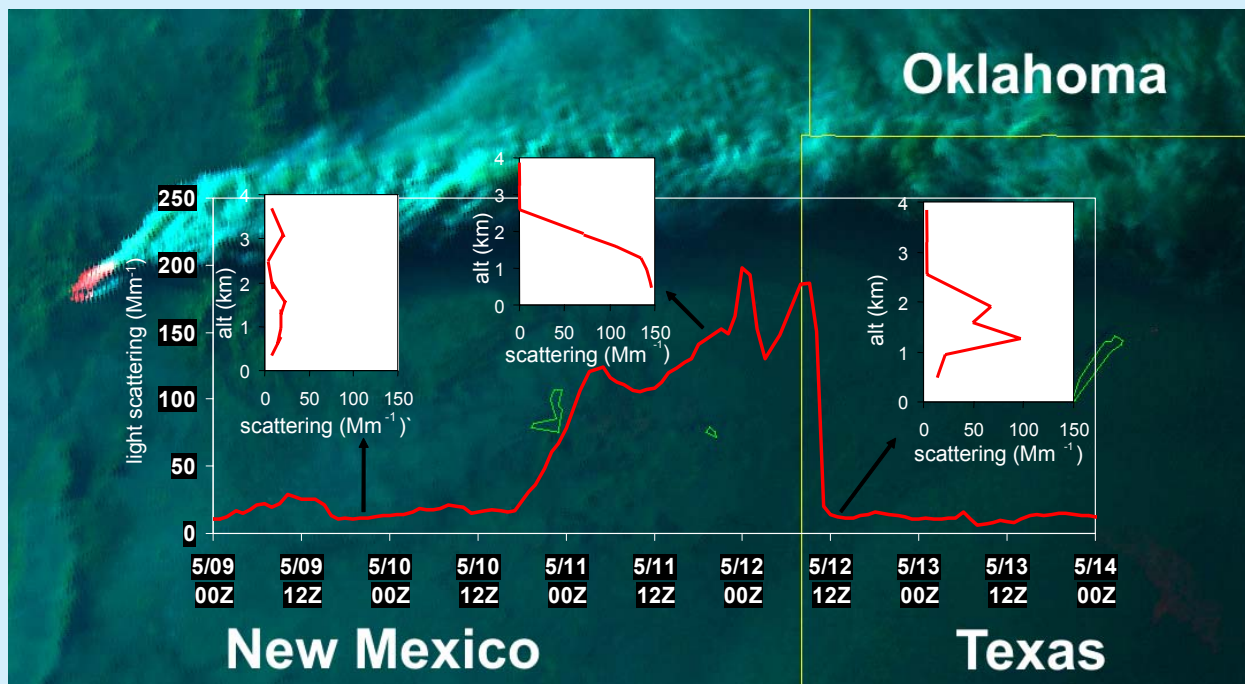 Oklahoma
250
200
150
100
50
0
light scattering (Mm-1)
4
3
2
1
0
alt (km)
0 50 100 150
scattering (Mm -1)`
4
3
2
1
0
alt (km)
0 50 100 150
scattering (Mm -1)
4
3
2
1
0
alt (km)
0 50 100 150
scattering (Mm -1)
5/09 5/09 5/10 5/10 5/11 5/11 5/12 5/12 5/13 5/13 5/14
00Z 12Z 00Z 12Z 00Z 12Z 00Z 12Z 00Z 12Z 00Z
New Mexico
Texas